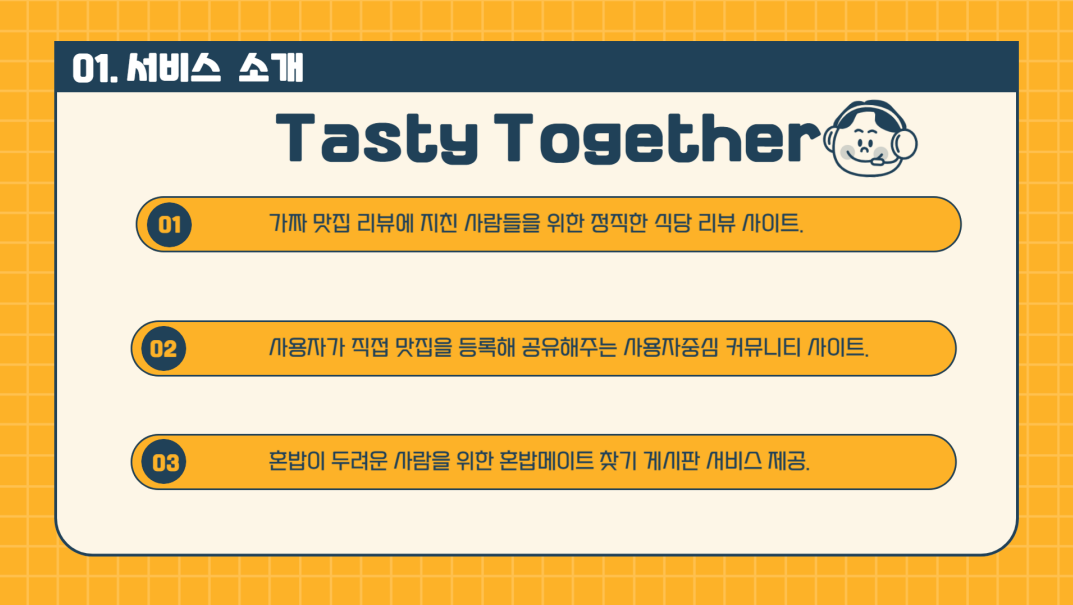 01. 서비스 소개
Tasty Together
01 가짜 맛집 리뷰에 지친 사람들을 위한 정직한 식당 리뷰 사이트.
02 사용자가 직접 맛집을 등록해 공유해주는 사용자중심 커뮤니티 사이트.
03 혼밥이 두려운 사람을 위한 혼밥메이트 찾기 게시판 서비스 제공.